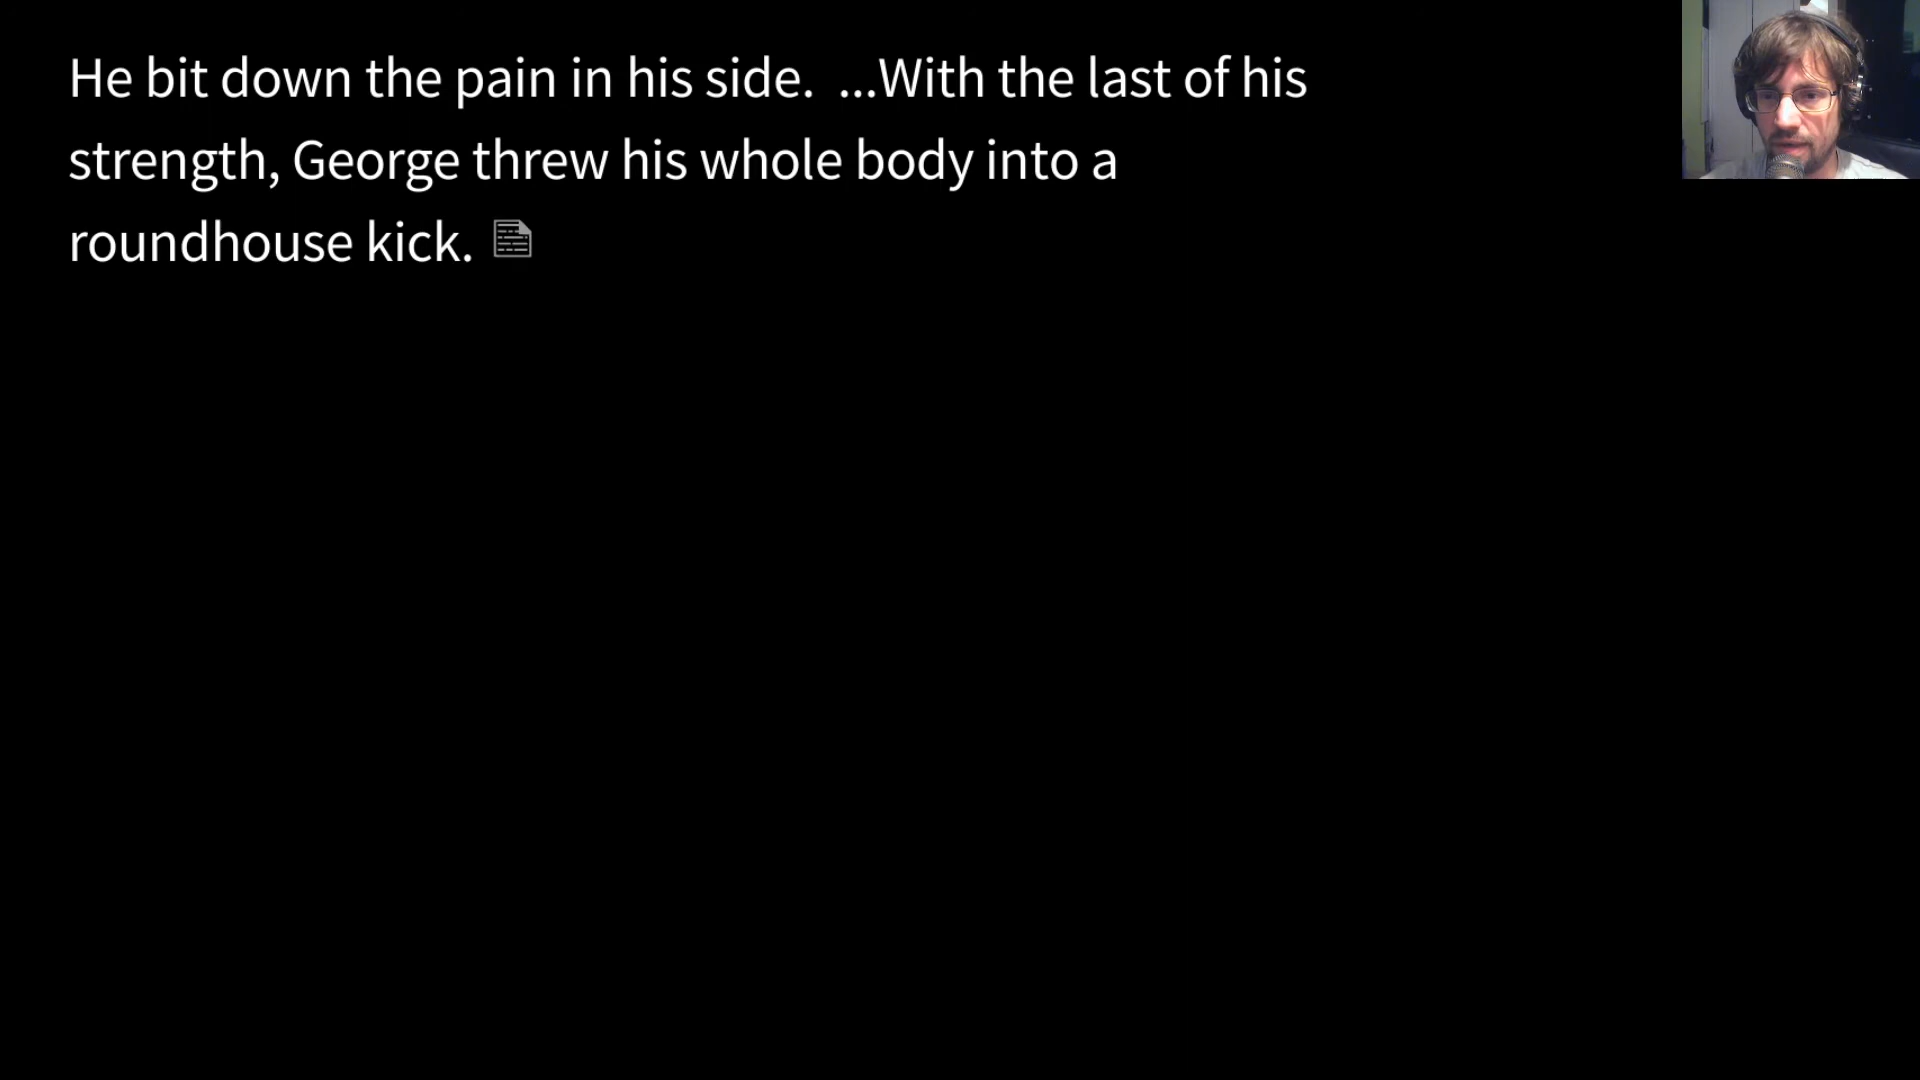 He bit down the pain in his side.  ...With the last of his
strength, George threw his whole body into a
roundhouse kick.